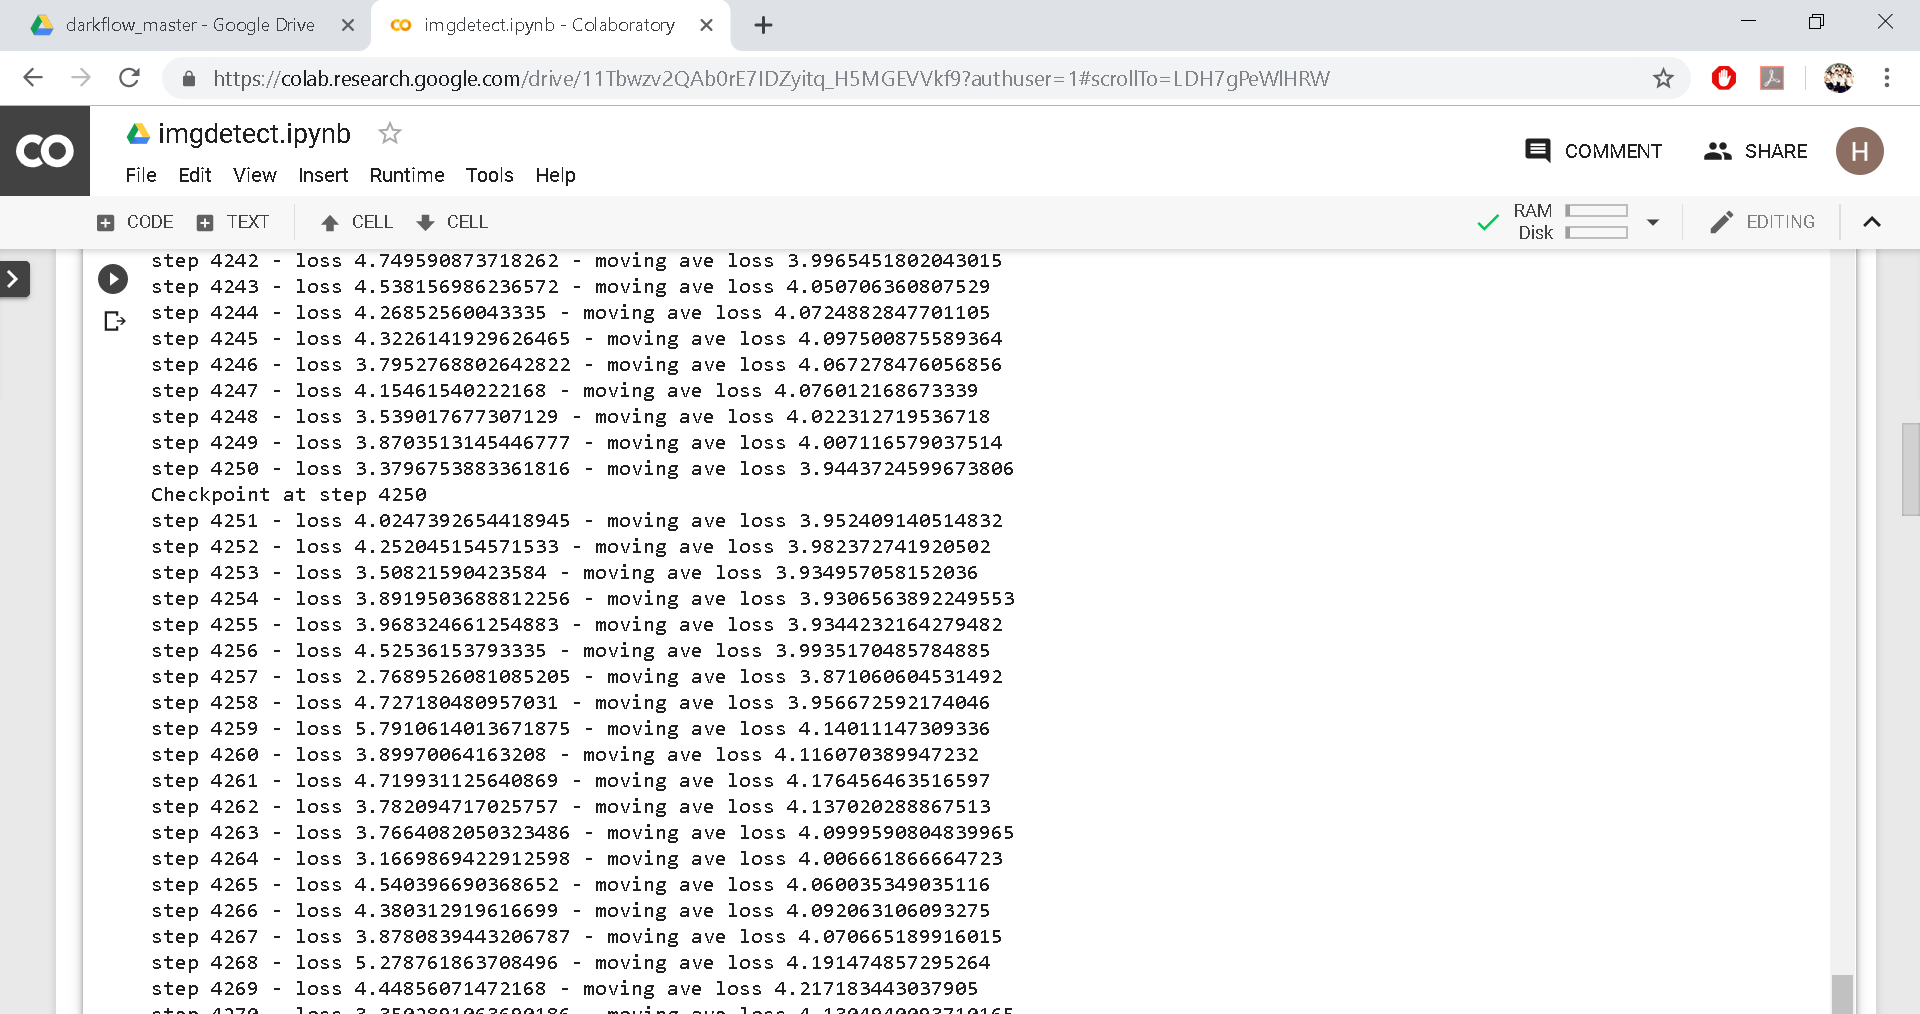 darkflow_master - Google Drive
imgdetect.ipynb - Colaboratory
https://colab.research.google.com/drive/11Tbwzv2QAb0rE7IDZyitq_H5MGEVVkf9?authuser=1#scrollTo=LDH7gPeWlHRW
CO
imgdetect.ipynb
COMMENT
SHARE
H
File Edit View Insert Runtime Tools Help
CODE TEXT CELL CELL
RAM
Disk
EDITING
step 4242 - loss 4.749590873718262 - moving ave loss 3.9965451802043015
step 4243 - loss 4.538156986236572 - moving ave loss 4.050706360807529
step 4244 - loss 4.26852560043335 - moving ave loss 4.0724882847701105
step 4245 - loss 4.3226141929626465 - moving ave loss 4.097500875589364
step 4246 - loss 3.7952768802642822 - moving ave loss 4.067278476056856
step 4247 - loss 4.15461540222168 - moving ave loss 4.076012168673339
step 4248 - loss 3.539017677307129 - moving ave loss 4.022312719536718
step 4249 - loss 3.8703513145446777 - moving ave loss 4.007116579037514
step 4250 - loss 3.3796753883361816 - moving ave loss 3.9443724599673806
Checkpoint at step 4250
step 4251 - loss 4.0247392654418945 - moving ave loss 3.952409140514832
step 4252 - loss 4.252045154571533 - moving ave loss 3.982372741920502
step 4253 - loss 3.50821590423584 - moving ave loss 3.934957058152036
step 4254 - loss 3.8919503688812256 - moving ave loss 3.9306563892249553
step 4255 - loss 3.968324661254883 - moving ave loss 3.9344232164279482
step 4256 - loss 4.52536153793335 - moving ave loss 3.9935170485784885
step 4257 - loss 2.7689526081085205 - moving ave loss 3.871060604531492
step 4258 - loss 4.727180480957031 - moving ave loss 3.956672592174046
step 4259 - loss 5.7910614013671875 - moving ave loss 4.14011147309336
step 4260 - loss 3.89970064163208 - moving ave loss 4.116070389947232
step 4261 - loss 4.719931125640869 - moving ave loss 4.176456463516597
step 4262 - loss 3.782094717025757 - moving ave loss 4.137020288867513
step 4263 - loss 3.7664082050323486 - moving ave loss 4.0999590804839965
step 4264 - loss 3.1669869422912598 - moving ave loss 4.006661866664723
step 4265 - loss 4.540396690368652 - moving ave loss 4.060035349035116
step 4266 - loss 4.380312919616699 - moving ave loss 4.092063106093275
step 4267 - loss 3.8780839443206787 - moving ave loss 4.070665189916015
step 4268 - loss 5.278761863708496 - moving ave loss 4.191474857295264
step 4269 - loss 4.44856071472168 - moving ave loss 4.217183443037905
step 4270 - loss - moving ave loss